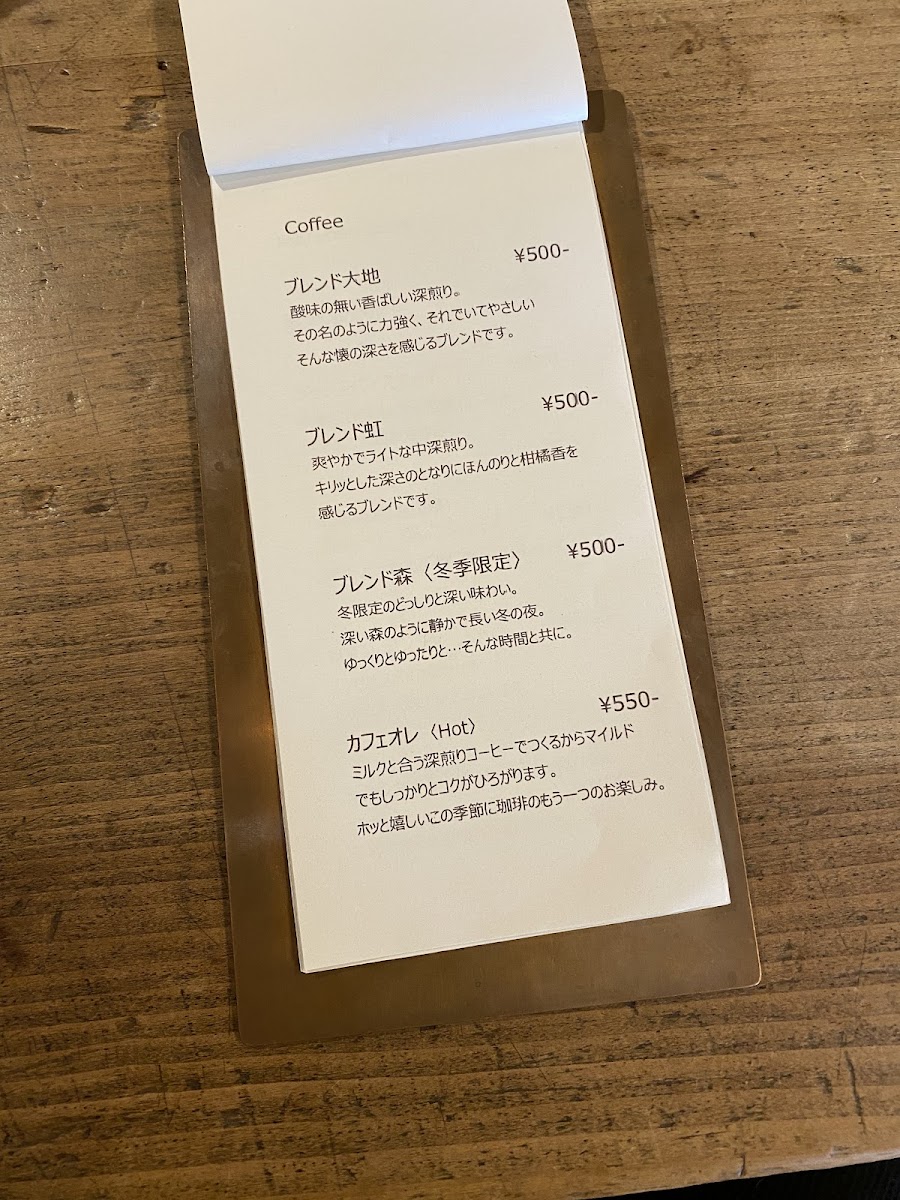 Coffee
ブレンド大地 ¥500-
酸味の無い香ばしい深煎り。
その名のように力強く、それでいてやさしい
そんな懐の深さを感じるブレンドです。
ブレンド虹 ¥500-
爽やかでライトな中深煎り。
キリッとした深さのとなりにほんのりと柑橘香を
感じるブレンドです。
ブレンド森〈冬季限定〉 ¥500-
冬限定のどっしりと深い味わい。
深い森のように静かで長い冬の夜。
ゆっくりとゆったりと…そんな時間と共に。
カフェオレ〈Hot〉 ¥550-
ミルクと合う深煎りコーヒーでつくるからマイルド
でもしっかりとコクがひろがります。
ホッと嬉しいこの季節に珈琲のもう一つのお楽しみ。